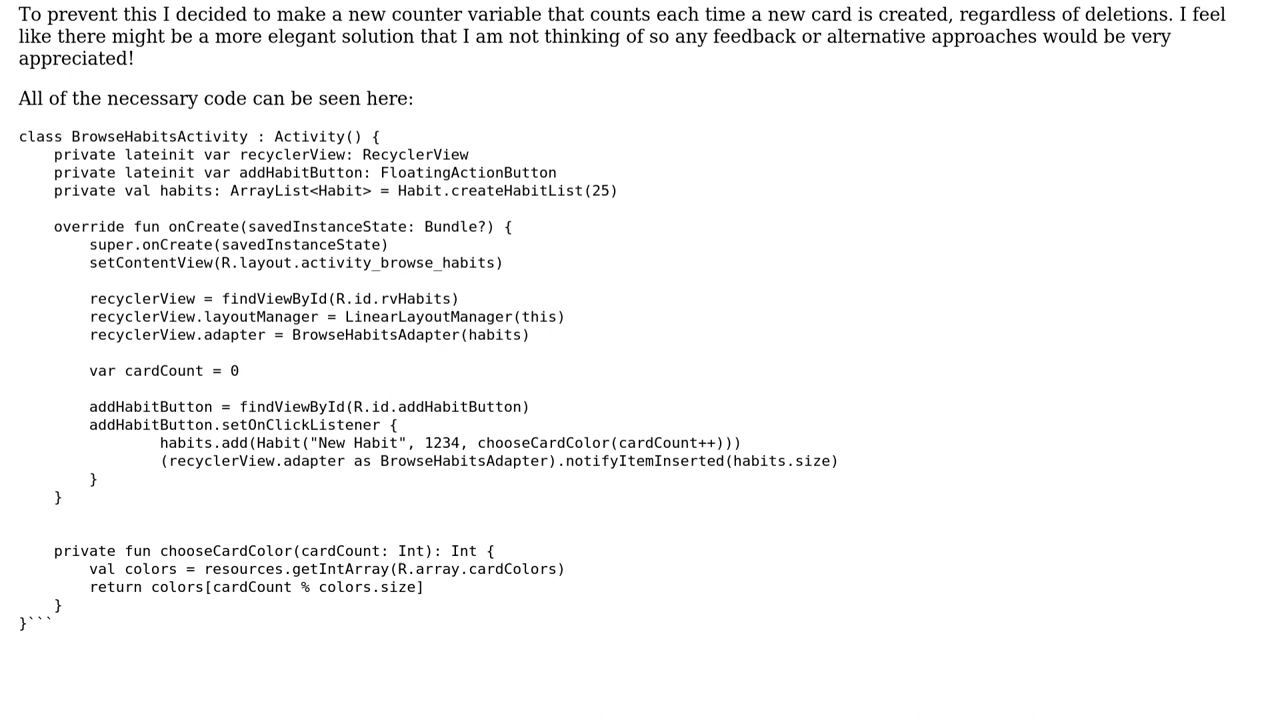 To prevent this I decided to make a new counter variable that counts each time a new card is created, regardless of deletions. I feel
like there might be a more elegant solution that I am not thinking of so any feedback or alternative approaches would be very
appreciated!
All of the necessary code can be seen here:
class BrowseHabitsActivity : Activity() {
    private lateinit var recyclerView: RecyclerView
    private lateinit var addHabitButton: FloatingActionButton
    private val habits: ArrayList<Habit> = Habit.createHabitList(25)
    override fun onCreate(savedInstanceState: Bundle?) {
        super.onCreate(savedInstanceState)
        setContentView(R.layout.activity_browse_habits)
        recyclerView = findViewById(R.id.rvHabits)
        recyclerView.layoutManager = LinearLayoutManager(this)
        recyclerView.adapter = BrowseHabitsAdapter(habits)
        var cardCount = 0
        addHabitButton = findViewById(R.id.addHabitButton)
        addHabitButton.setOnClickListener {
                habits.add(Habit("New Habit", 1234, chooseCardColor(cardCount++)))
                (recyclerView.adapter as BrowseHabitsAdapter).notifyItemInserted(habits.size)
        }
    }
    private fun chooseCardColor(cardCount: Int): Int {
        val colors = resources.getIntArray(R.array.cardColors)
        return colors[cardCount % colors.size]
    }
}```